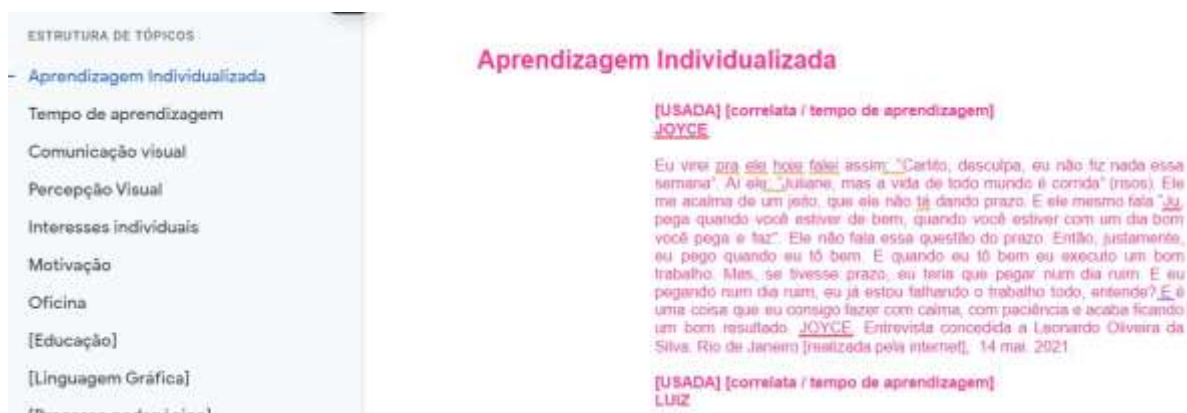 ESTRUTURA DE TÓPICOS
Aprendizagem Individualizada
Tempo de aprendizagem
Comunicação visual
Percepção Visual
Interesses individuais
Motivação
Oficina
[Educação]
[Linguagem Gráfica]
[Processo pedagógico]
Aprendizagem Individualizada
[USADA] [correlata / tempo de aprendizagem]
JOYCE
Eu virei pra ele hoje falei assim: "Carlito, desculpa, eu não fiz nada essa
semana". Aí ele: "Juliane, mas a vida de todo mundo é corrida" (risos). Ele
me acalma de um jeito, que ele não tá dando prazo. E ele mesmo fala "Ju,
pega quando você estiver de bem, quando você estiver com um dia bom
você pega e faz". Ele não fala essa questão do prazo. Então, justamente,
eu pego quando eu tô bem. E quando eu tô bem eu executo um bom
trabalho. Mas, se tivesse prazo, eu teria que pegar num dia ruim. E eu
pegando num dia ruim, eu já estou falhando o trabalho todo, entende? E é
uma coisa que eu consigo fazer com calma, com paciência e acaba ficando
um bom resultado. JOYCE. Entrevista concedida a Leonardo Oliveira da
Silva. Rio de Janeiro [realizada pela internet], 14 mai. 2021.
[USADA] [correlata / tempo de aprendizagem]
LUIZ